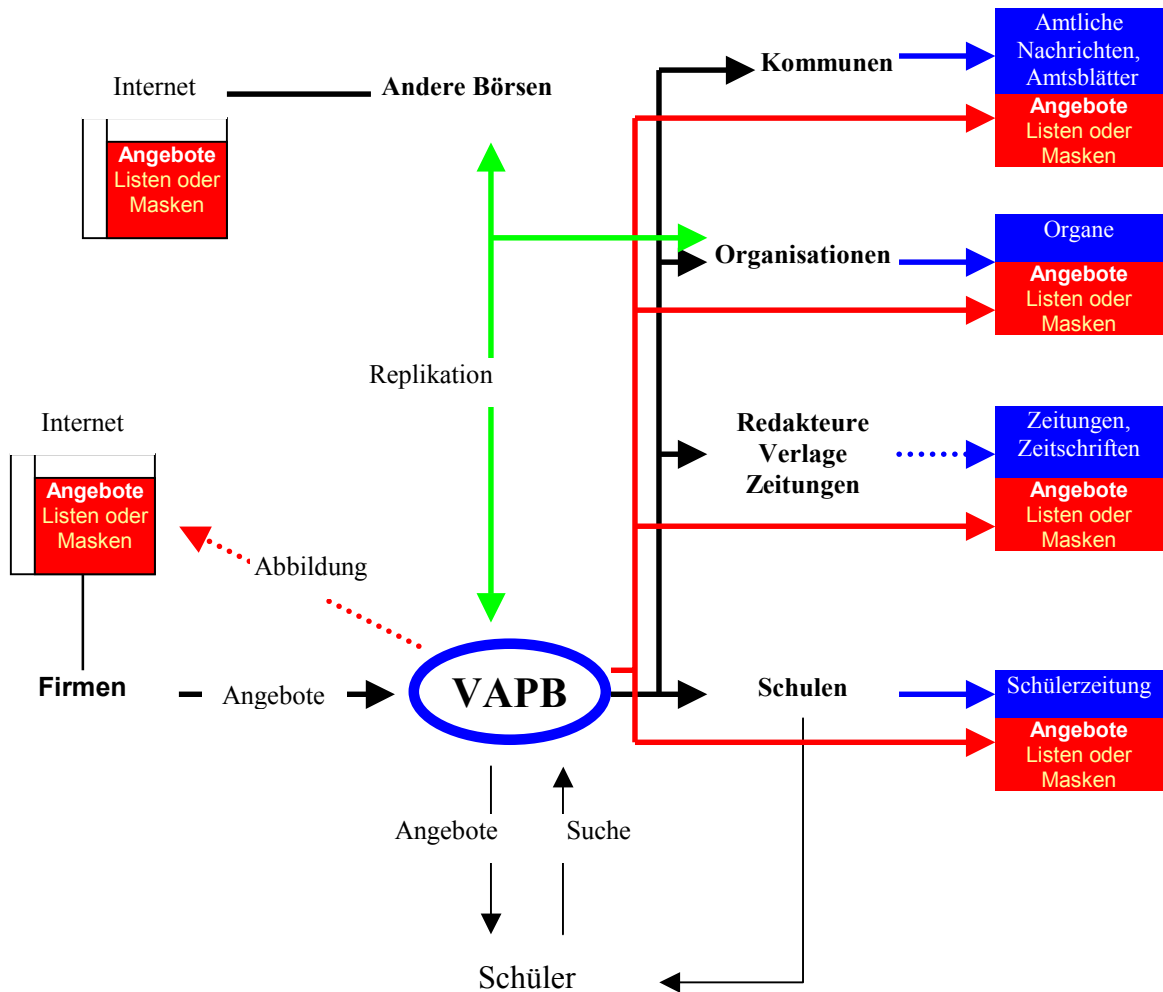 Internet
Andere Börsen
Angebote
Listen oder
Masken
Kommunen
Amtliche
Nachrichten,
Amtsblätter
Angebote
Listen oder
Masken
Organisationen
Organe
Angebote
Listen oder
Masken
Replikation
Internet
Angebote
Listen oder
Masken
Abbildung
Redakteure
Verlage
Zeitungen
Zeitungen,
Zeitschriften
Angebote
Listen oder
Masken
Firmen
Angebote
VAPB
Schulen
Schülerzeitung
Angebote
Listen oder
Masken
Angebote
Suche
Schüler